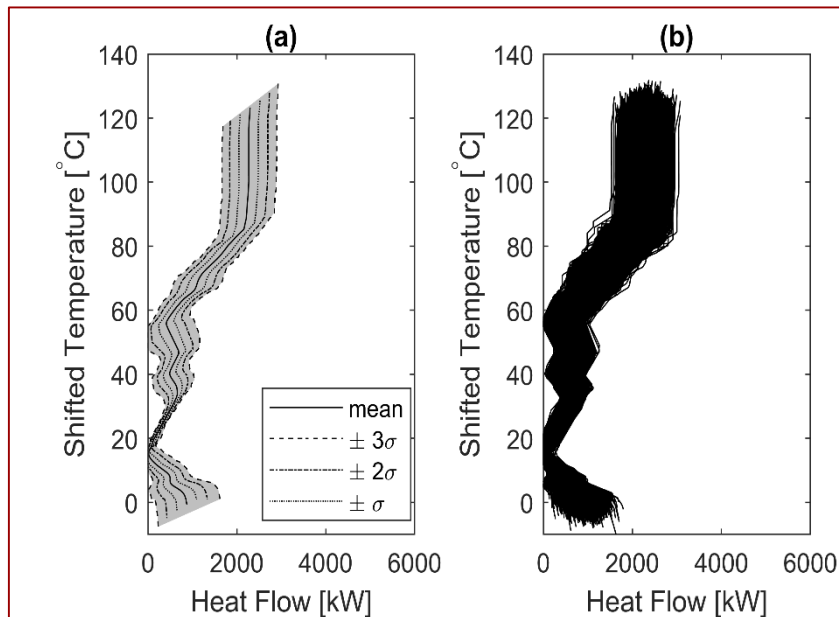 (a)
140
120
100
80
60
40
20
0
Shifted Temperature [°C]
0 2000 4000 6000
Heat Flow [kW]
mean
± 3σ
± 2σ
± σ
(b)
140
120
100
80
60
40
20
0
Shifted Temperature [°C]
0 2000 4000 6000
Heat Flow [kW]